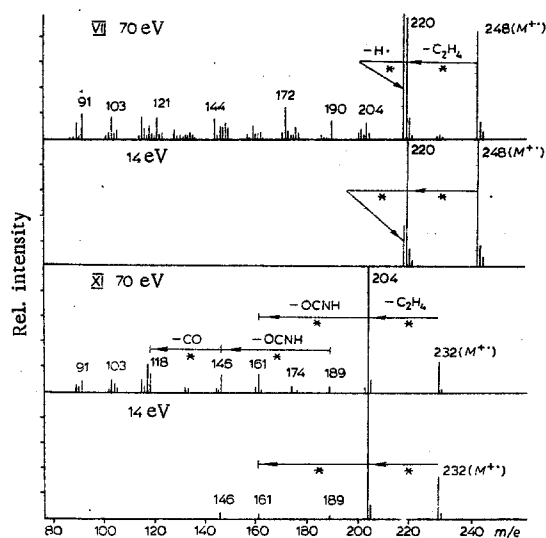 VII 70 eV
220
248(M+·)
-H·
-C2H4
*
*
91
103
121
144
172
190
204
14 eV
220
248(M+·)
*
*
Rel. intensity
XI 70 eV
204
-OCNH
-C2H4
*
*
-CO
-OCNH
*
*
91
103
118
146
161
174
189
232(M+·)
14 eV
*
*
232(M+·)
146
161
189
80
100
120
140
160
180
200
220
240
m/e